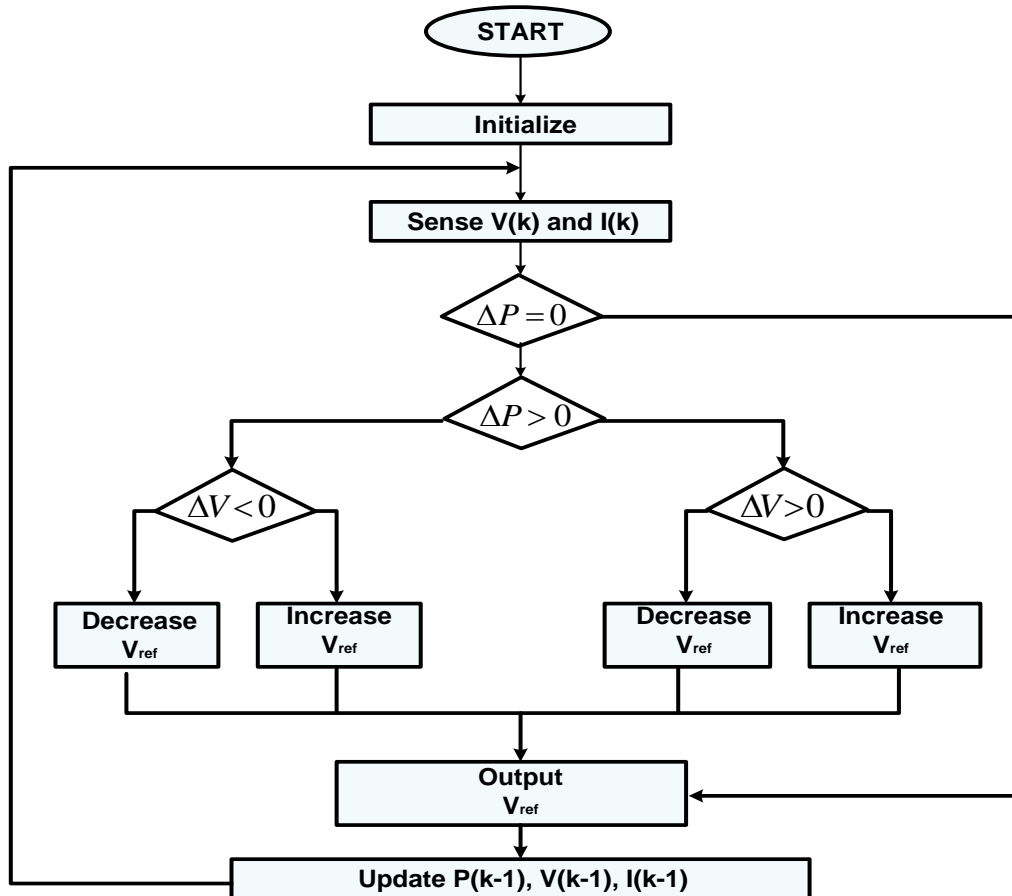 START
Initialize
Sense V(k) and I(k)
ΔP = 0
ΔP > 0
ΔV < 0
ΔV > 0
Decrease
Vref
Increase
Vref
Decrease
Vref
Increase
Vref
Output
Vref
Update P(k-1), V(k-1), I(k-1)